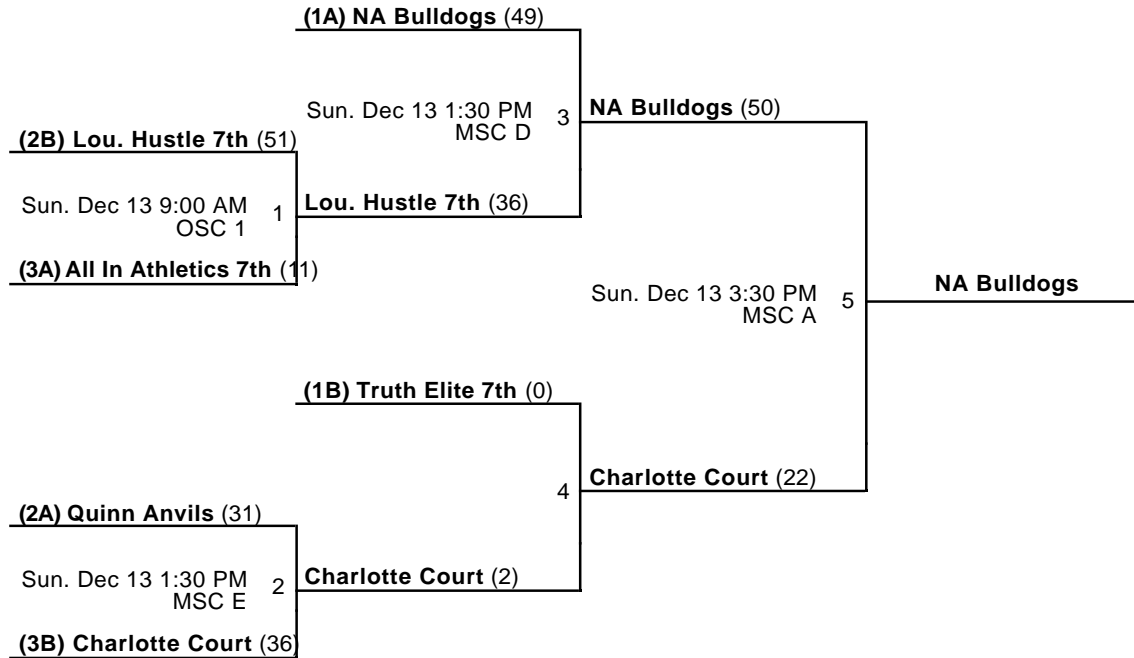 (1A) NA Bulldogs (49)
Sun. Dec 13 1:30 PM
MSC D
3
NA Bulldogs (50)
(2B) Lou. Hustle 7th (51)
Sun. Dec 13 9:00 AM
OSC 1
1
Lou. Hustle 7th (36)
(3A) All In Athletics 7th (11)
Sun. Dec 13 3:30 PM
MSC A
5
NA Bulldogs
(1B) Truth Elite 7th (0)
4
Charlotte Court (22)
(2A) Quinn Anvils (31)
Sun. Dec 13 1:30 PM
MSC E
2
Charlotte Court (2)
(3B) Charlotte Court (36)